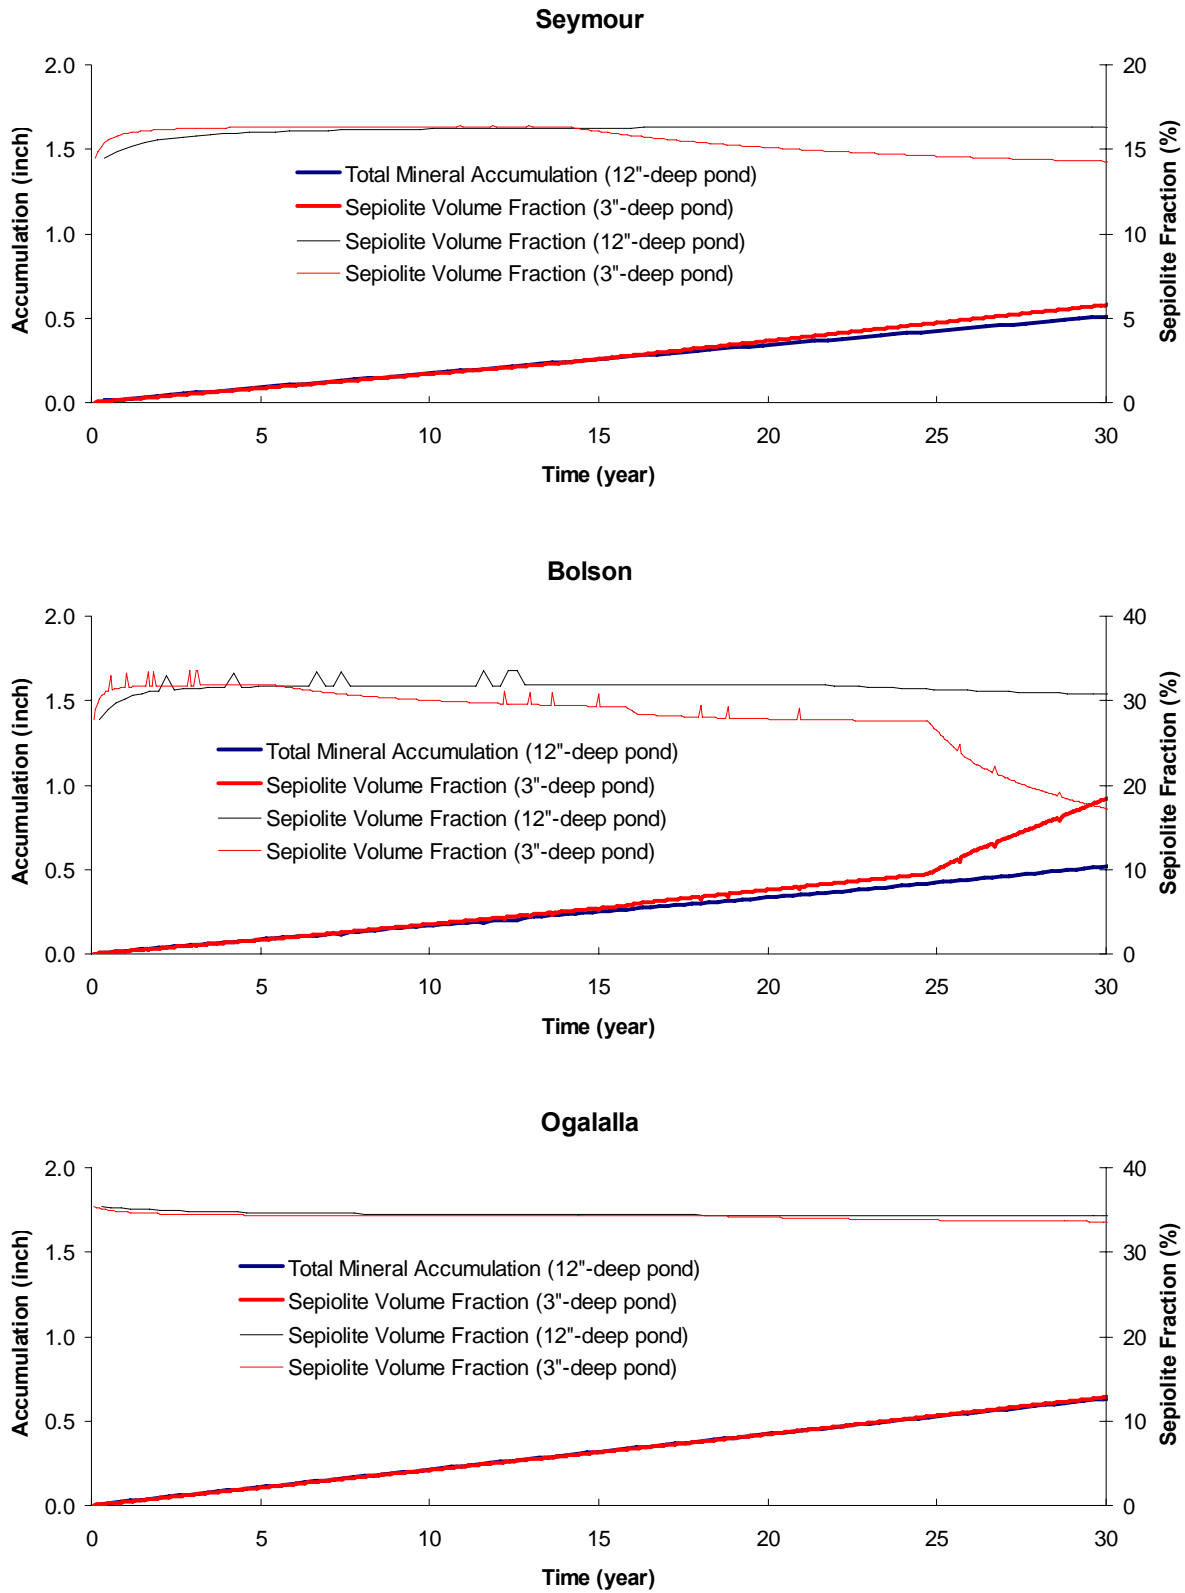 Seymour
2.0
1.5
1.0
0.5
0.0
Accumulation (inch)
20
15
10
5
0
Sepiolite Fraction (%)
Total Mineral Accumulation (12"-deep pond)
Sepiolite Volume Fraction (3"-deep pond)
Sepiolite Volume Fraction (12"-deep pond)
Sepiolite Volume Fraction (3"-deep pond)
0 5 10 15 20 25 30
Time (year)
Bolson
2.0
1.5
1.0
0.5
0.0
Accumulation (inch)
40
30
20
10
0
Sepiolite Fraction (%)
Total Mineral Accumulation (12"-deep pond)
Sepiolite Volume Fraction (3"-deep pond)
Sepiolite Volume Fraction (12"-deep pond)
Sepiolite Volume Fraction (3"-deep pond)
0 5 10 15 20 25 30
Time (year)
Ogalalla
2.0
1.5
1.0
0.5
0.0
Accumulation (inch)
40
30
20
10
0
Sepiolite Fraction (%)
Total Mineral Accumulation (12"-deep pond)
Sepiolite Volume Fraction (3"-deep pond)
Sepiolite Volume Fraction (12"-deep pond)
Sepiolite Volume Fraction (3"-deep pond)
0 5 10 15 20 25 30
Time (year)